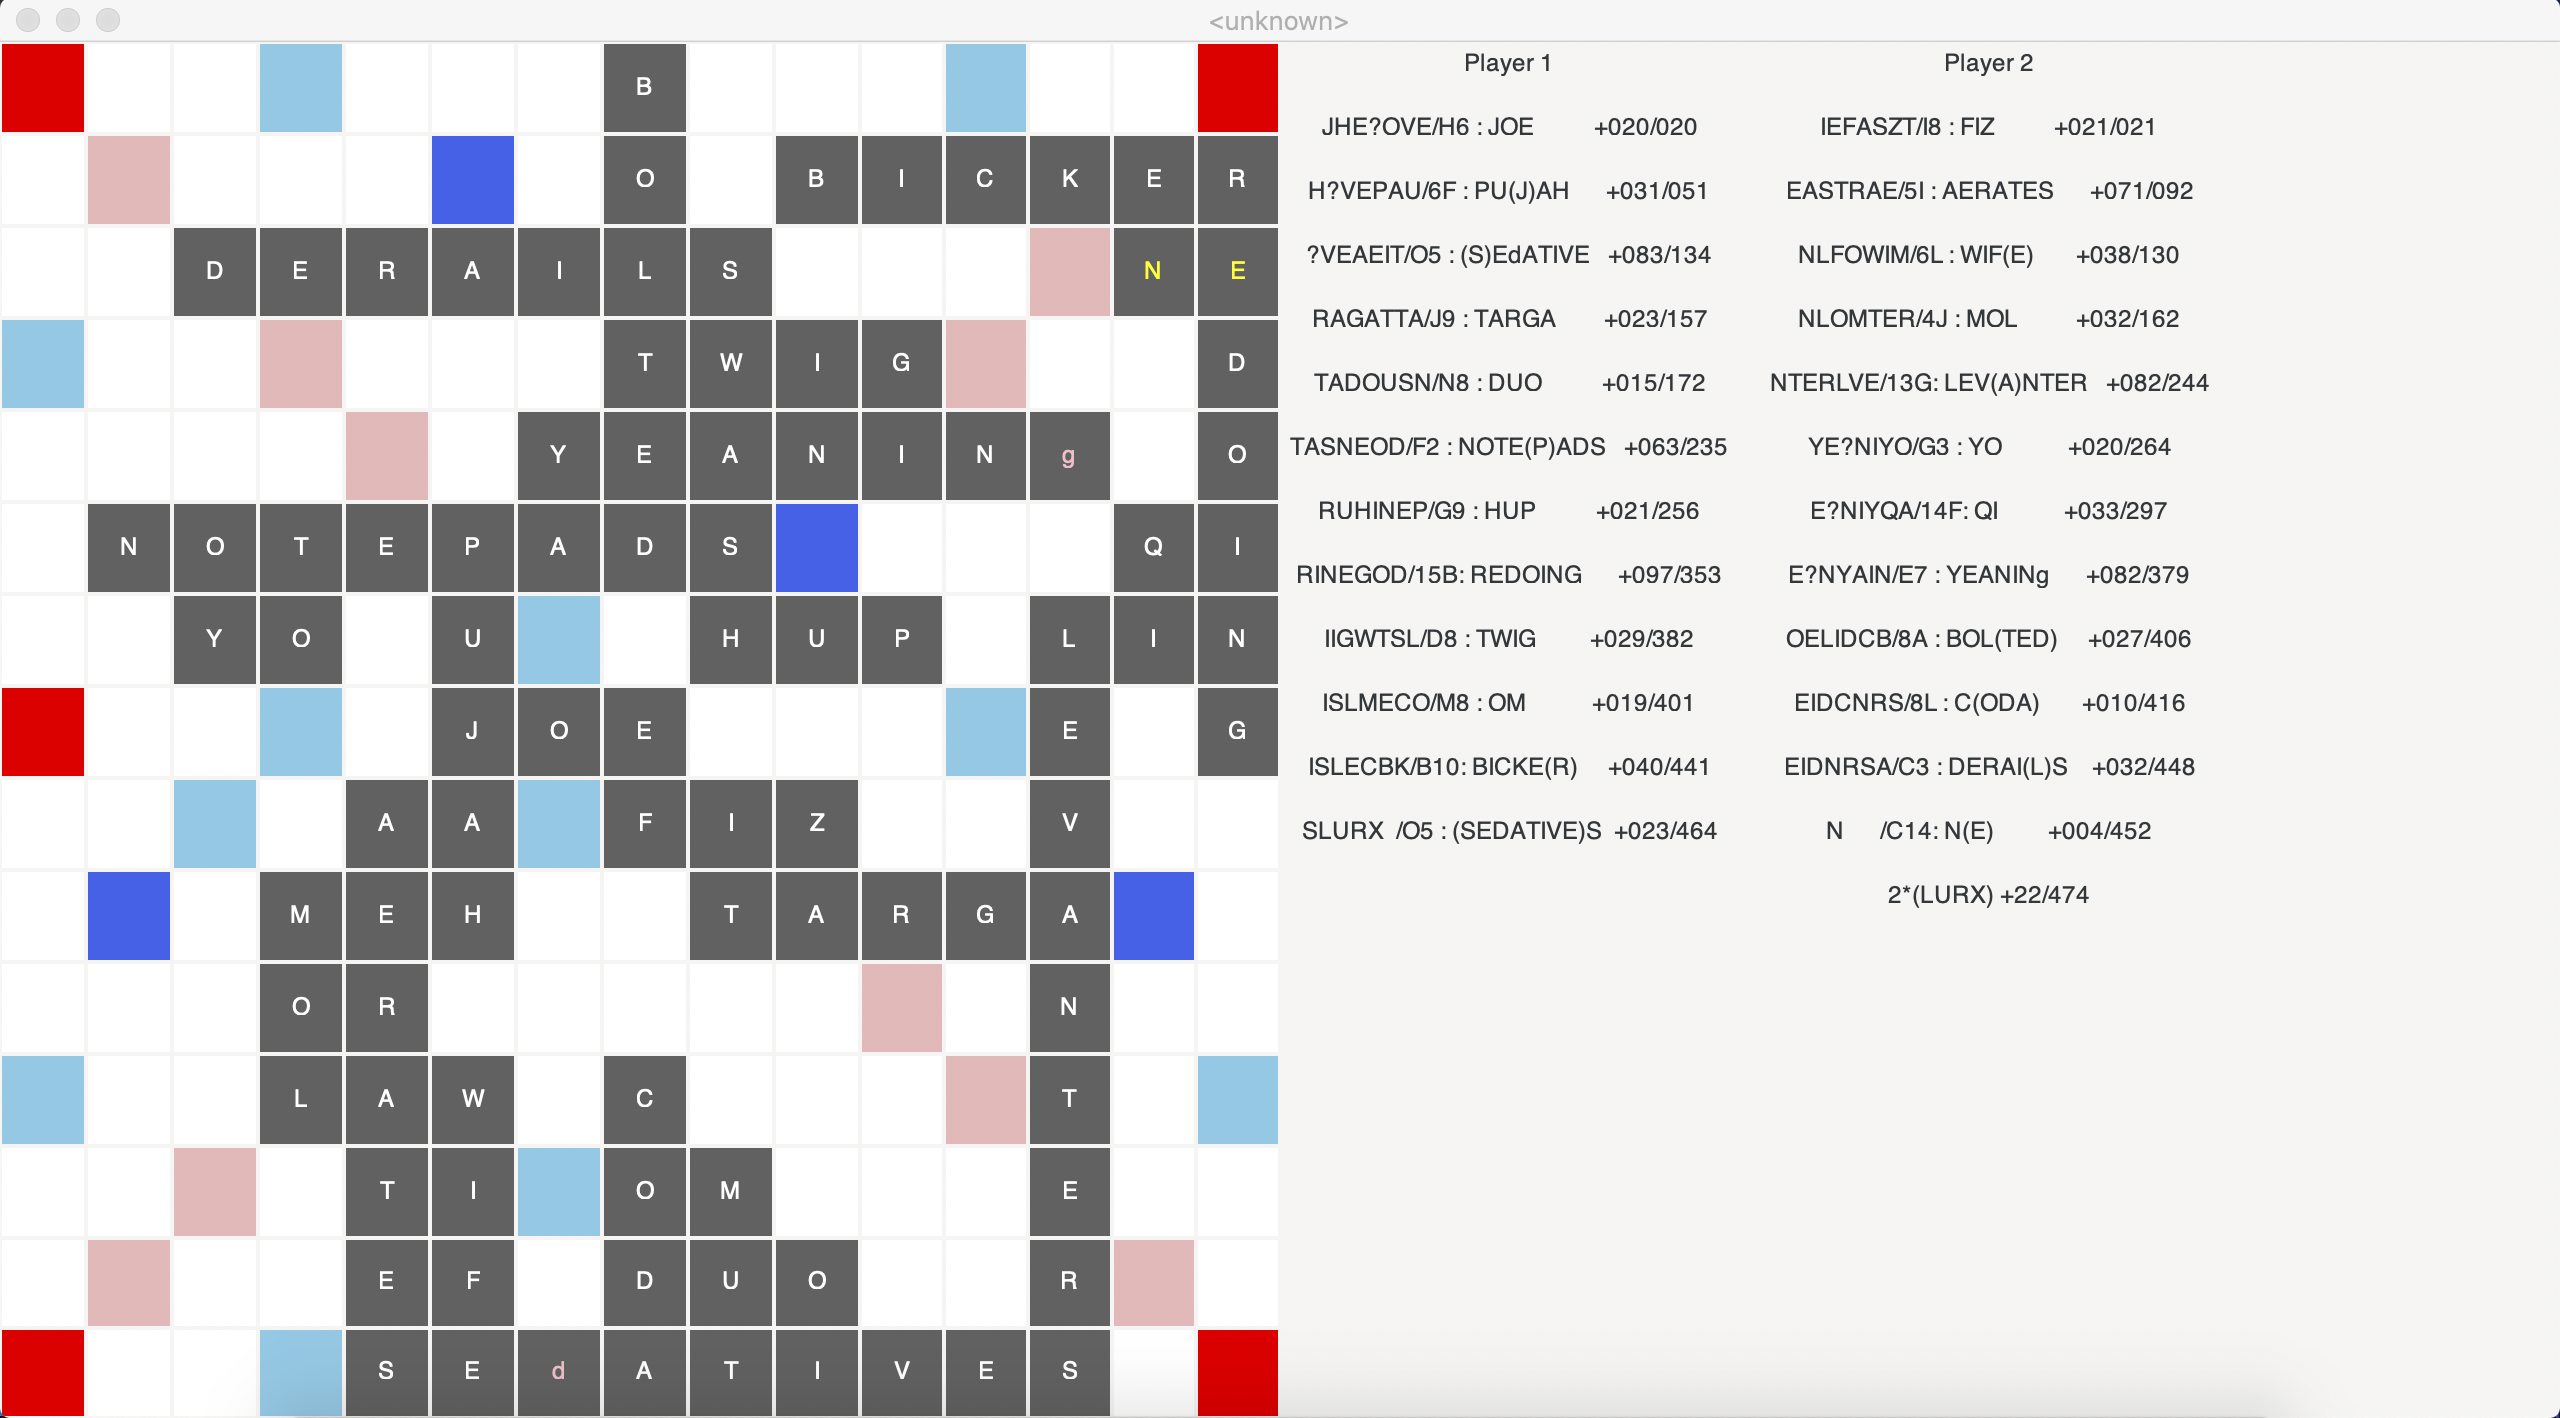 <unknown>
B
O B I C K E R
D E R A I L S N E
T W I G D
Y E A N I N g O
N O T E P A D S Q I
Y O U H U P L I N
J O E E G
A A F I Z V
M E H T A R G A
O R N
L A W C T
T I O M E
E F D U O R
S E d A T I V E S
Player 1 Player 2
JHE?OVE/H6 : JOE +020/020 IEFASZT/I8 : FIZ +021/021
H?VEPAU/6F : PU(J)AH +031/051 EASTRAE/5I : AERATES +071/092
?VEAEIT/O5 : (S)EdATIVE +083/134 NLFOWIM/6L : WIF(E) +038/130
RAGATTA/J9 : TARGA +023/157 NLOMTER/4J : MOL +032/162
TADOUSN/N8 : DUO +015/172 NTERLVE/13G: LEV(A)NTER +082/244
TASNEOD/F2 : NOTE(P)ADS +063/235 YE?NIYO/G3 : YO +020/264
RUHINEP/G9 : HUP +021/256 E?NIYQA/14F: QI +033/297
RINEGOD/15B: REDOING +097/353 E?NYAIN/E7 : YEANINg +082/379
IIGWTSL/D8 : TWIG +029/382 OELIDCB/8A : BOL(TED) +027/406
ISLMECO/M8 : OM +019/401 EIDCNRS/8L : C(ODA) +010/416
ISLECBK/B10: BICKE(R) +040/441 EIDNRSA/C3 : DERAI(L)S +032/448
SLURX /O5 : (SEDATIVE)S +023/464 N /C14: N(E) +004/452
2*(LURX) +22/474